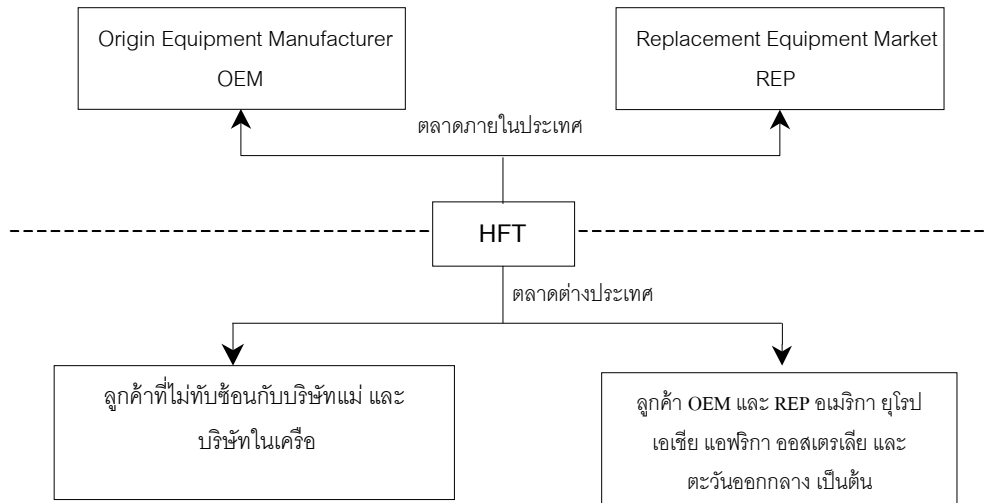 Origin Equipment Manufacturer
OEM
Replacement Equipment Market
REP
ตลาดภายในประเทศ
HFT
ตลาดต่างประเทศ
ลูกค้าที่ไม่ทับซ้อนกับบริษัทแม่ และ
บริษัทในเครือ
ลูกค้า OEM และ REP อเมริกา ยุโรป
เอเชีย แอฟริกา ออสเตรเลีย และ
ตะวันออกกลาง เป็นต้น